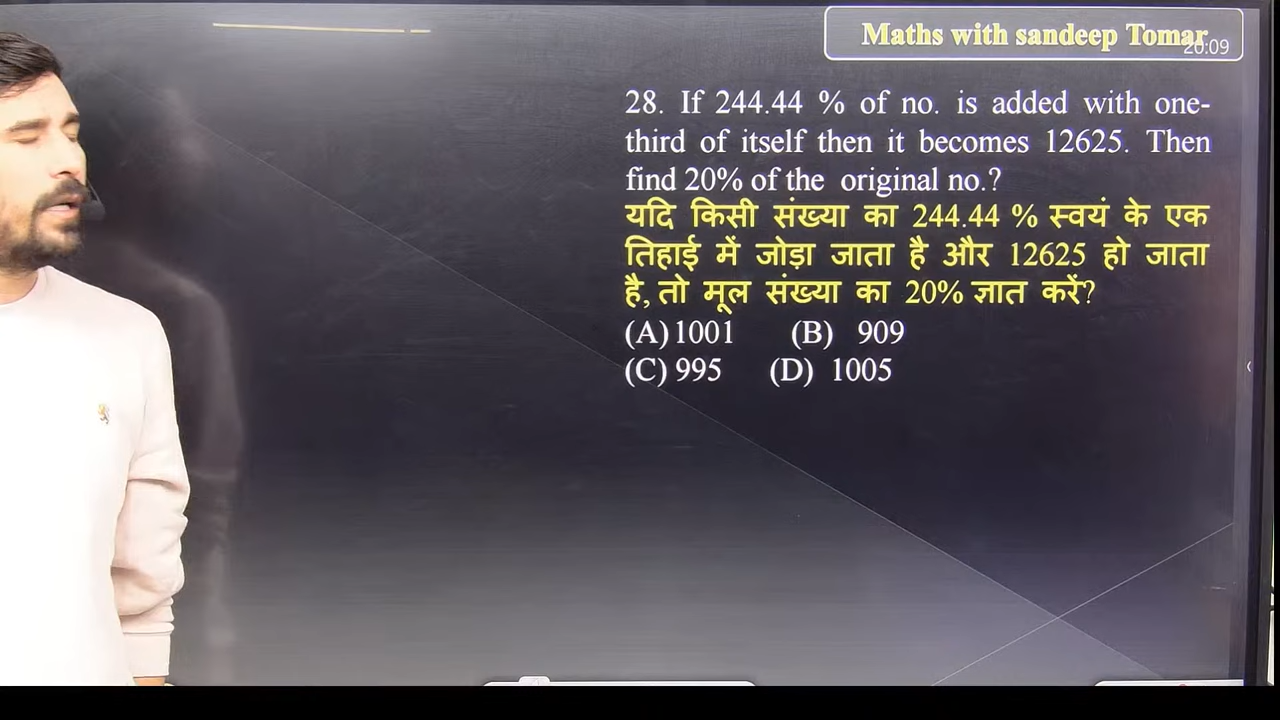 Maths with sandeep Tomar
20:09
28. If 244.44 % of no. is added with one-
third of itself then it becomes 12625. Then
find 20% of the original no.?
यदि किसी संख्या का 244.44 % स्वयं के एक
तिहाई में जोड़ा जाता है और 12625 हो जाता
है, तो मूल संख्या का 20% ज्ञात करें?
(A) 1001 (B) 909
(C) 995 (D) 1005